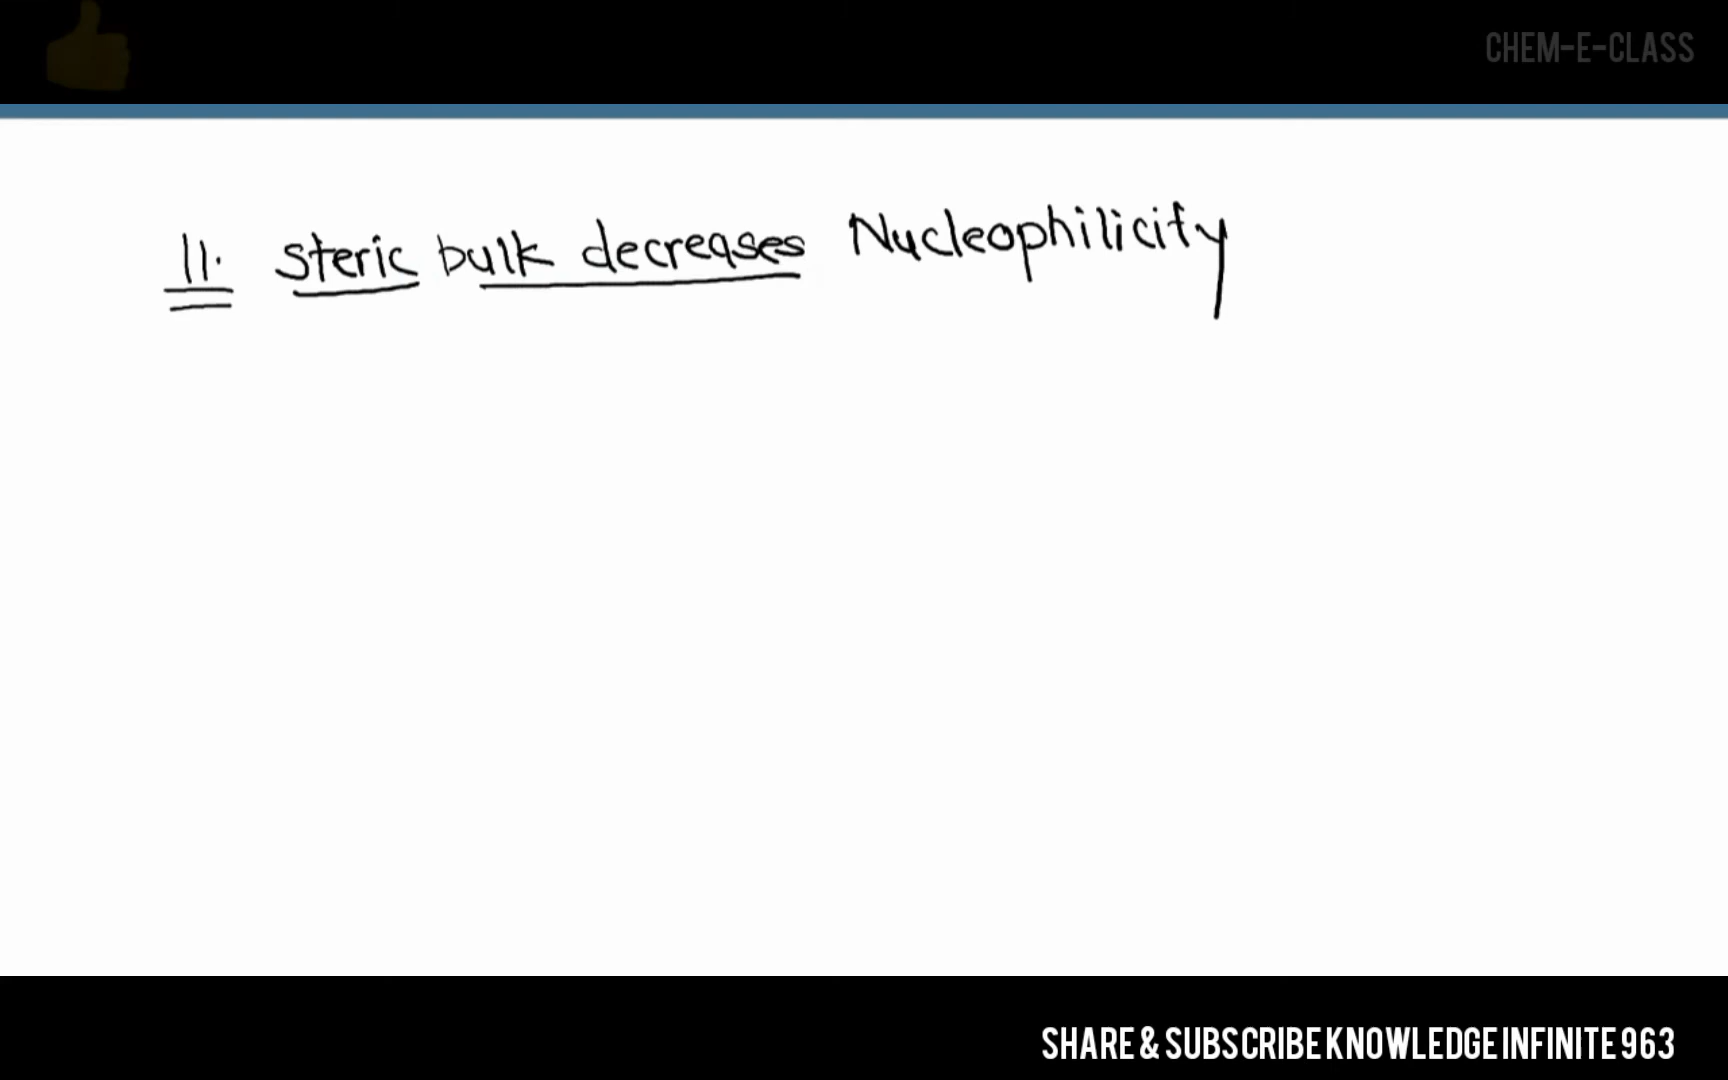 CHEM-E-CLASS
11. steric bulk decreases Nucleophilicity
SHARE & SUBSCRIBE KNOWLEDGE INFINITE 963